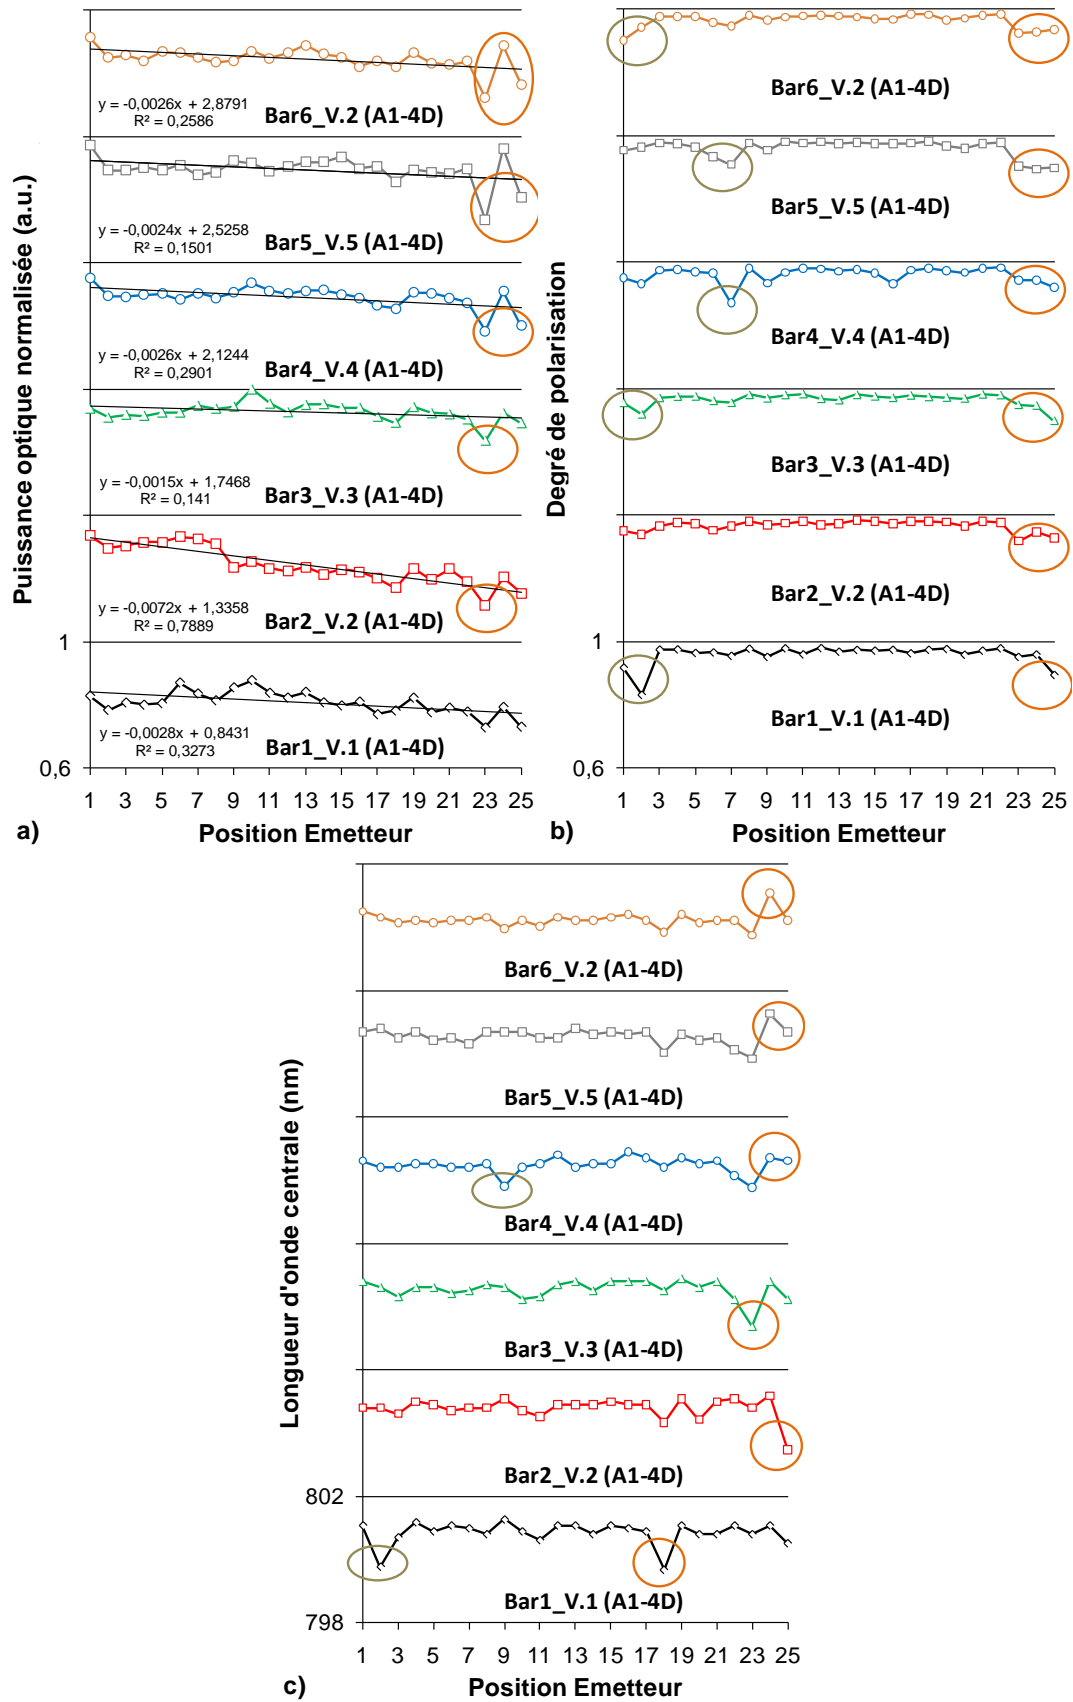 Puissance optique normalisée (a.u.)
y = -0,0026x + 2,8791
R² = 0,2586
Bar6_V.2 (A1-4D)
y = -0,0024x + 2,5258
R² = 0,1501
Bar5_V.5 (A1-4D)
y = -0,0026x + 2,1244
R² = 0,2901
Bar4_V.4 (A1-4D)
y = -0,0015x + 1,7468
R² = 0,141
Bar3_V.3 (A1-4D)
y = -0,0072x + 1,3358
R² = 0,7889
Bar2_V.2 (A1-4D)
1
y = -0,0028x + 0,8431
R² = 0,3273
Bar1_V.1 (A1-4D)
0,6
1 3 5 7 9 11 13 15 17 19 21 23 25
a) Position Emetteur
Degré de polarisation
Bar6_V.2 (A1-4D)
Bar5_V.5 (A1-4D)
Bar4_V.4 (A1-4D)
Bar3_V.3 (A1-4D)
Bar2_V.2 (A1-4D)
1
Bar1_V.1 (A1-4D)
0,6
1 3 5 7 9 11 13 15 17 19 21 23 25
b) Position Emetteur
Longueur d'onde centrale (nm)
Bar6_V.2 (A1-4D)
Bar5_V.5 (A1-4D)
Bar4_V.4 (A1-4D)
Bar3_V.3 (A1-4D)
Bar2_V.2 (A1-4D)
802
Bar1_V.1 (A1-4D)
798
1 3 5 7 9 11 13 15 17 19 21 23 25
c) Position Emetteur